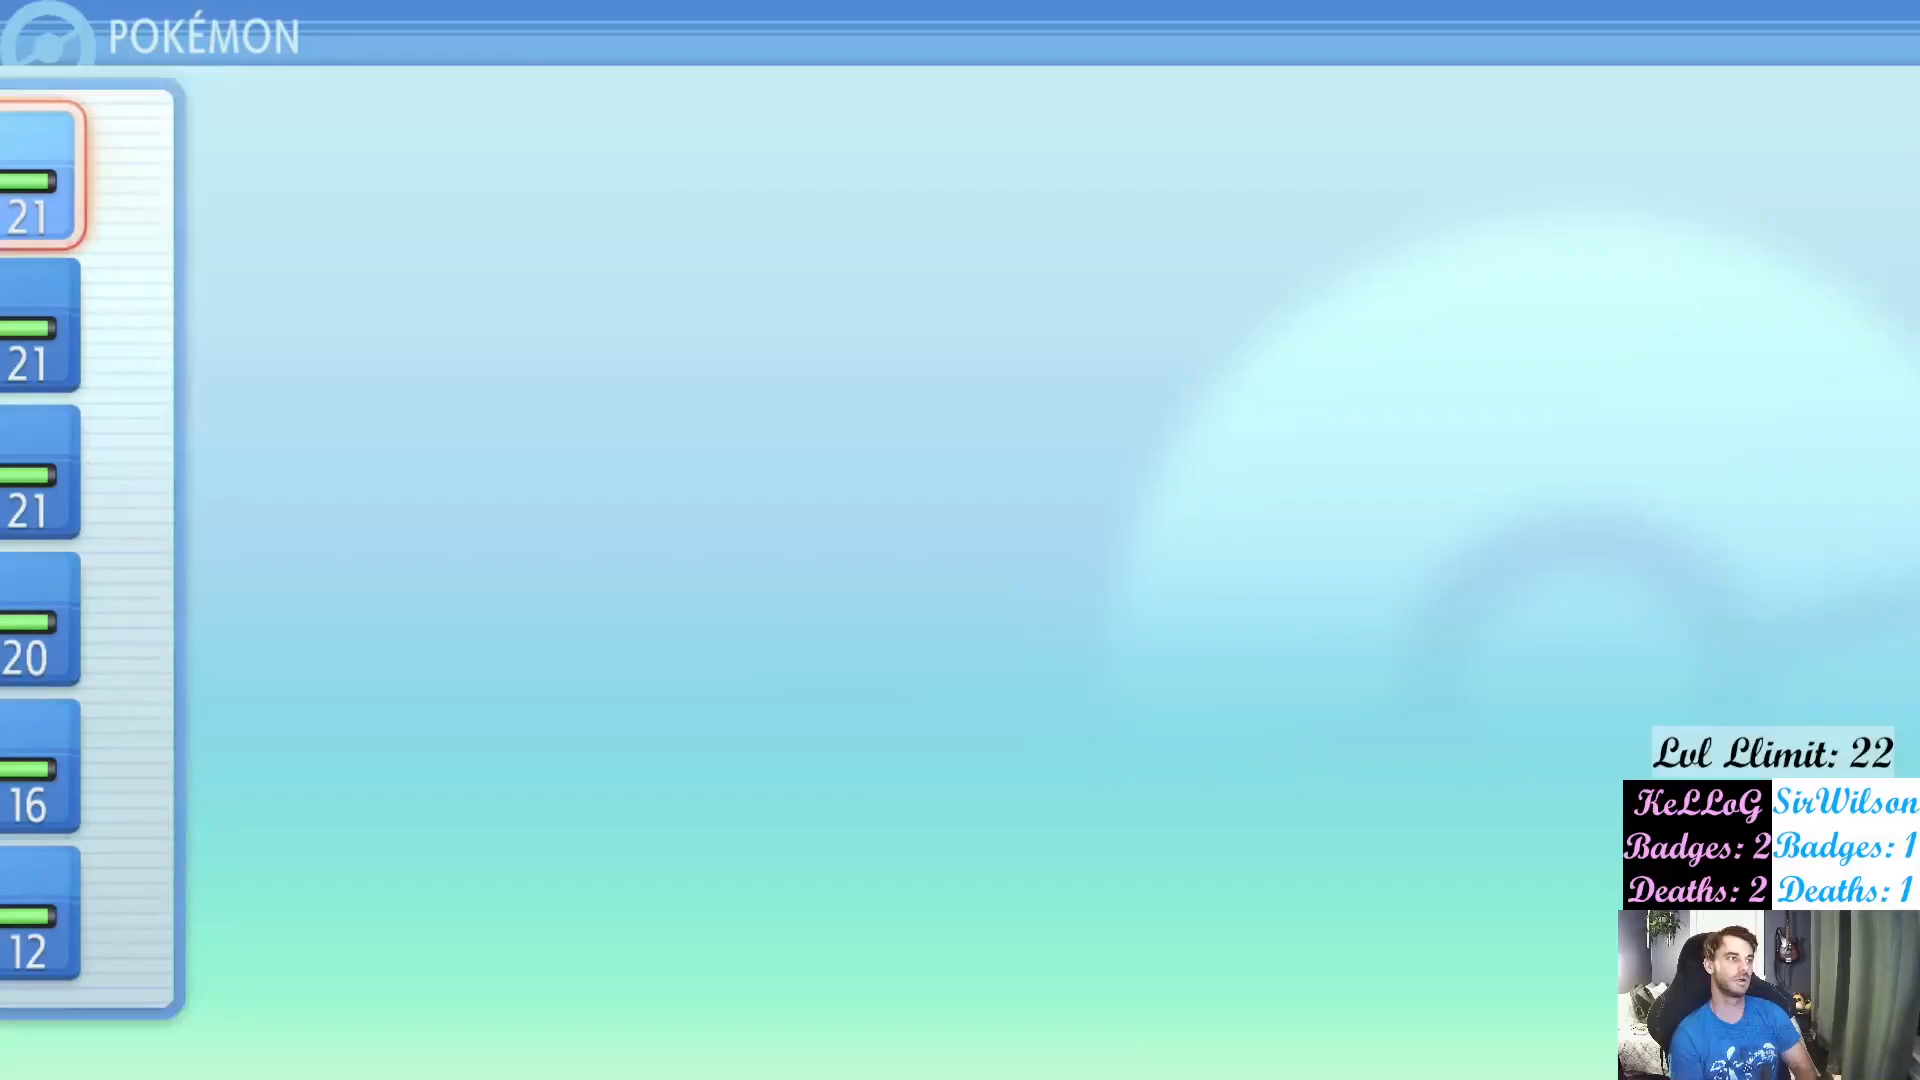 POKÉMON
21
21
21
20
16
12
Lvl Llimit: 22
KeLLoG SirWilson
Badges: 2 Badges: 1
Deaths: 2 Deaths: 1